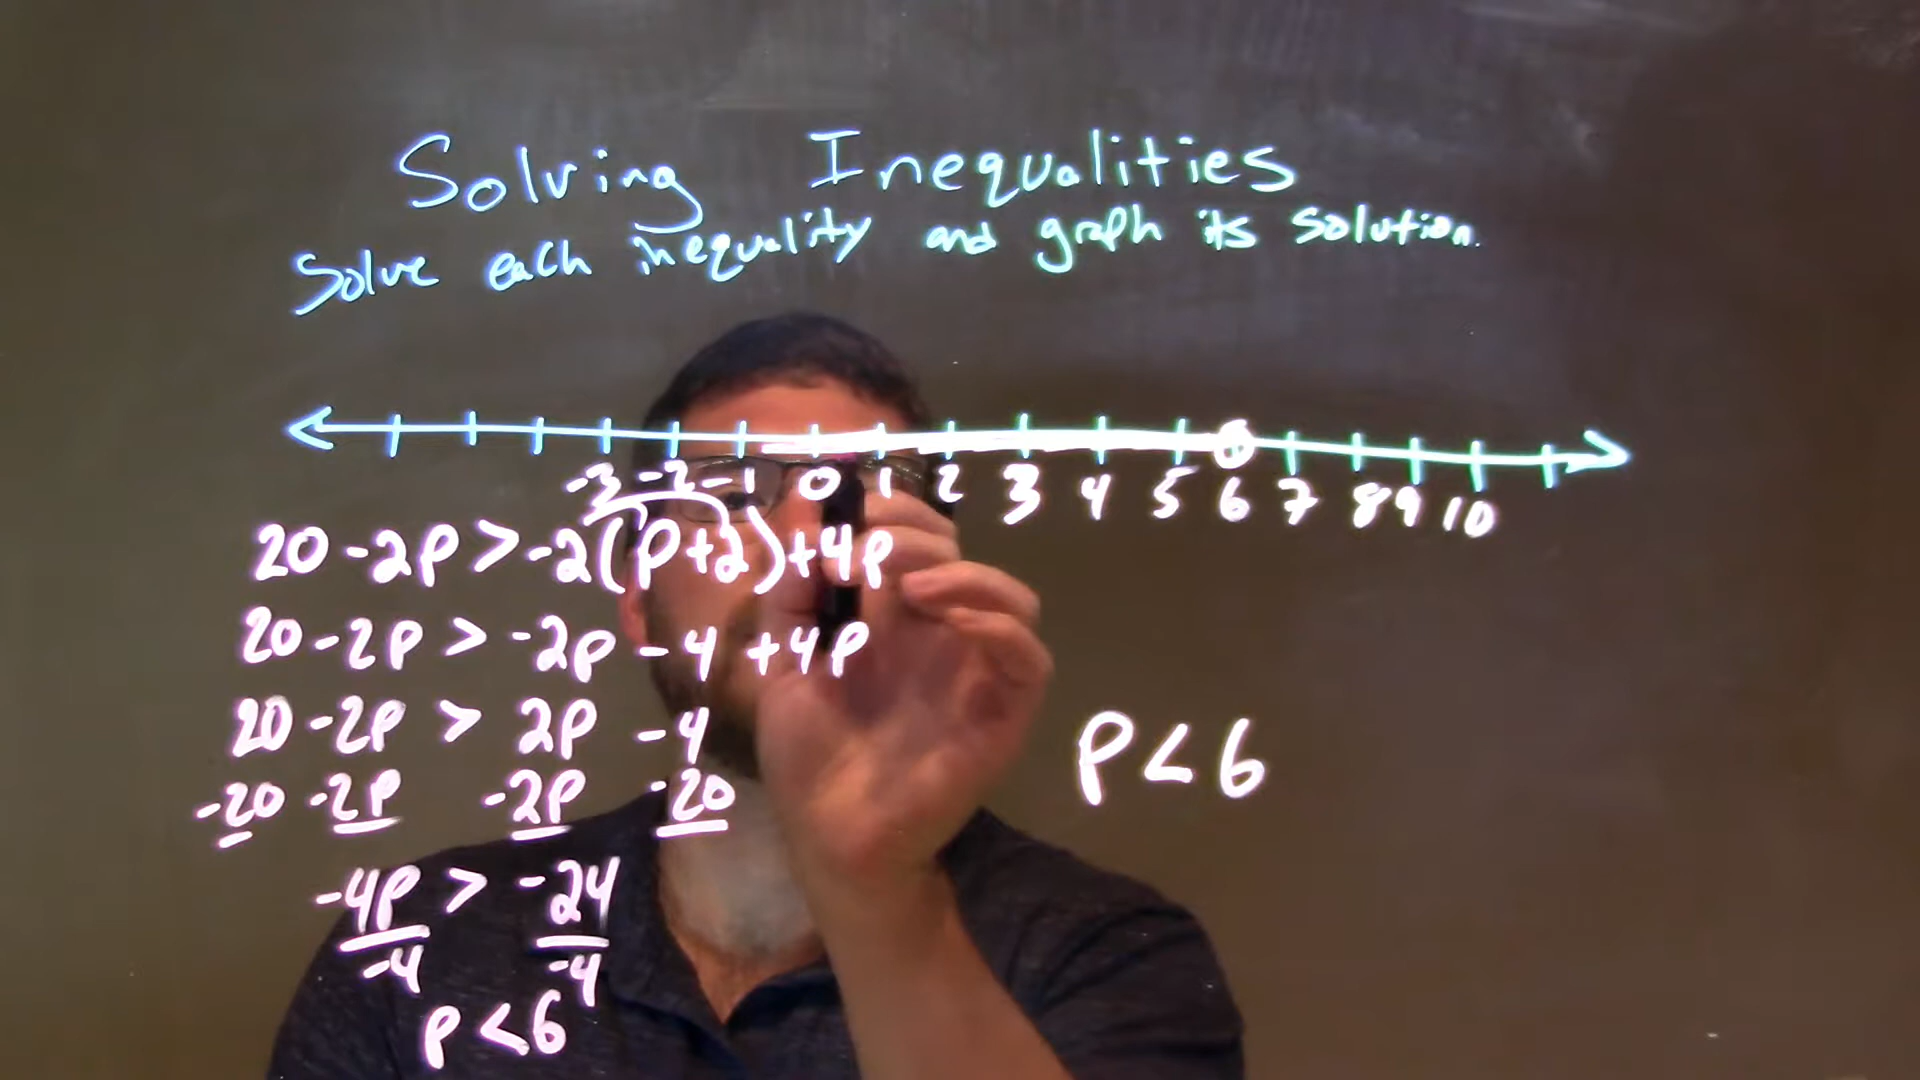 Solving Inequalities
Solve each inequality and graph its solution.
-3 -2 -1 0 1 2 3 4 5 6 7 8 9 10
20 -2p > -2(p+2)+4p
20 -2p > -2p -4 +4p
20 -2p > 2p -4
-20 -2p -2p -20
-4p > -24
-4 -4
p < 6
p < 6